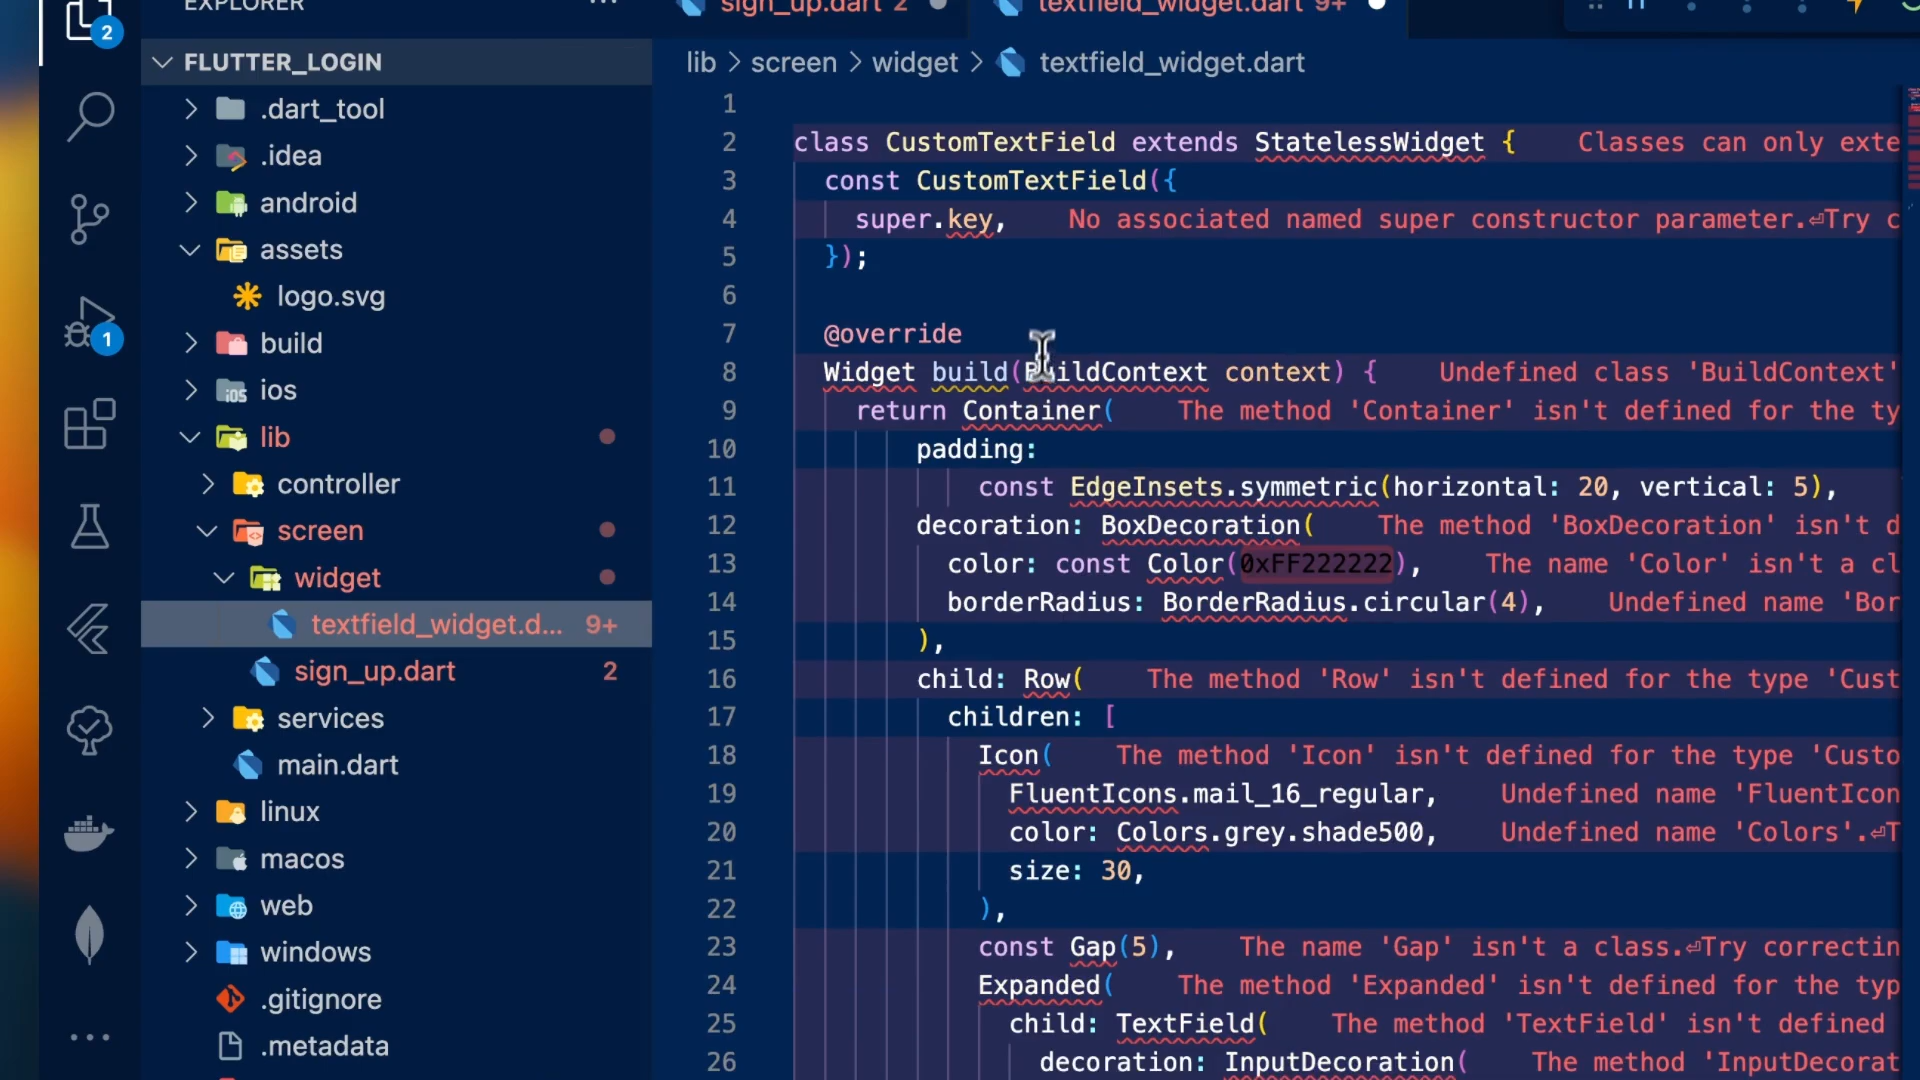 EXPLORER
sign_up.dart 2
textfield_widget.dart 9+
2
FLUTTER_LOGIN
lib > screen > widget > textfield_widget.dart
.dart_tool
.idea
android
assets
logo.svg
1
build
ios
lib
controller
screen
widget
textfield_widget.d... 9+
sign_up.dart 2
services
main.dart
linux
macos
web
windows
.gitignore
.metadata
1
2 class CustomTextField extends StatelessWidget { Classes can only exte
3 const CustomTextField({
4 super.key, No associated named super constructor parameter.⏎Try c
5 });
6
7 @override
8 Widget build(BuildContext context) { Undefined class 'BuildContext'
9 return Container( The method 'Container' isn't defined for the ty
10 padding:
11 const EdgeInsets.symmetric(horizontal: 20, vertical: 5),
12 decoration: BoxDecoration( The method 'BoxDecoration' isn't d
13 color: const Color(0xFF222222), The name 'Color' isn't a cl
14 borderRadius: BorderRadius.circular(4), Undefined name 'Bor
15 ),
16 child: Row( The method 'Row' isn't defined for the type 'Cust
17 children: [
18 Icon( The method 'Icon' isn't defined for the type 'Custo
19 FluentIcons.mail_16_regular, Undefined name 'FluentIcon
20 color: Colors.grey.shade500, Undefined name 'Colors'.⏎T
21 size: 30,
22 ),
23 const Gap(5), The name 'Gap' isn't a class.⏎Try correctin
24 Expanded( The method 'Expanded' isn't defined for the typ
25 child: TextField( The method 'TextField' isn't defined
26 decoration: InputDecoration( The method 'InputDecorat